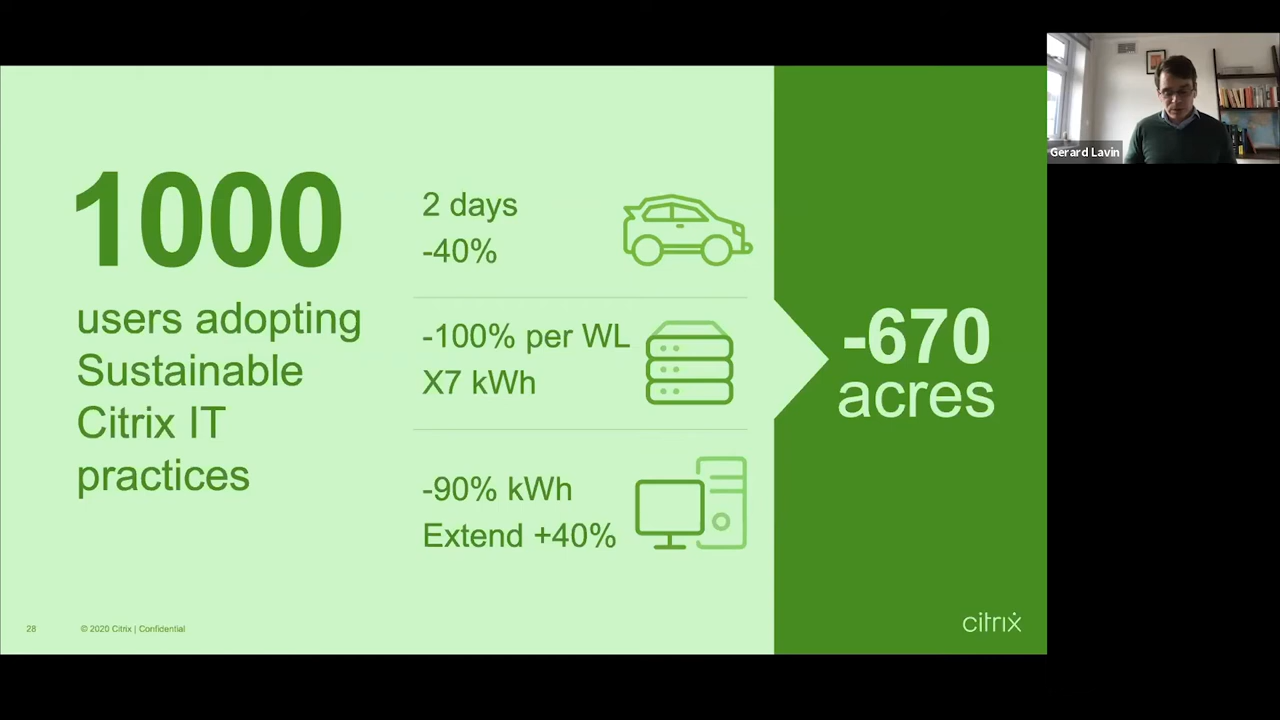 1000
users adopting
Sustainable
Citrix IT
practices
2 days
-40%
-100% per WL
X7 kWh
-90% kWh
Extend +40%
-670
acres
28
© 2020 Citrix | Confidential
citrix
Gerard Lavin